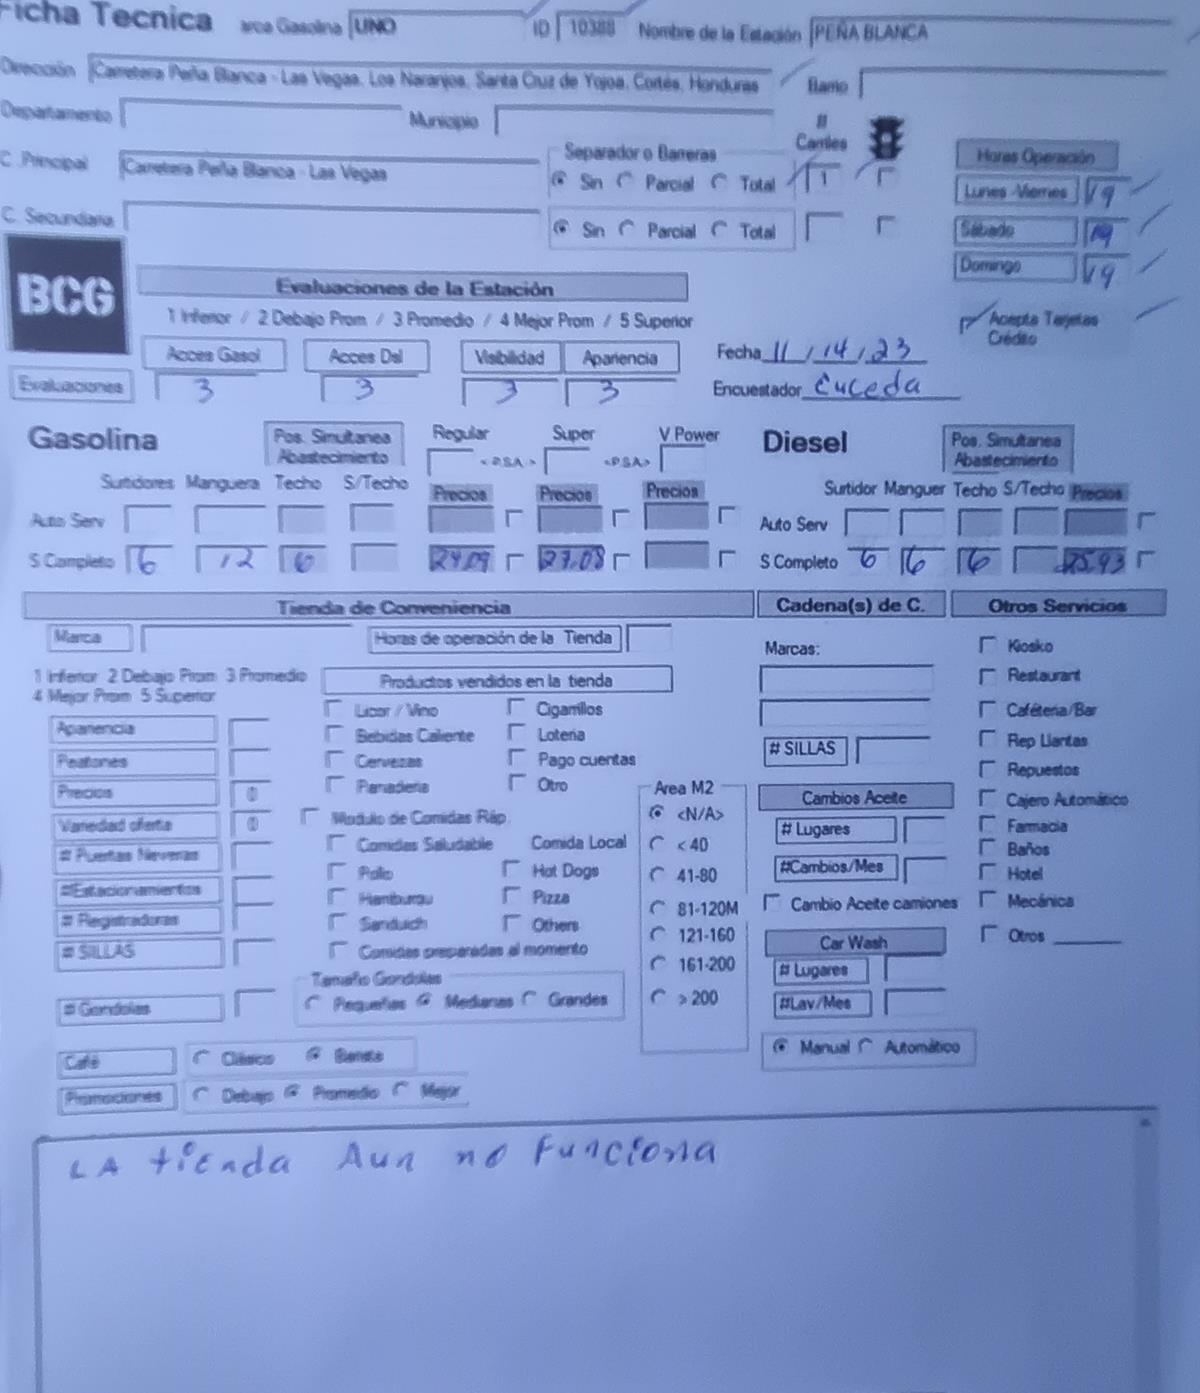 Ficha Tecnica arca Gasolina UNO ID 10388 Nombre de la Estación PEÑA BLANCA
Dirección Carretera Peña Blanca - Las Vegas, Los Naranjos, Santa Cruz de Yojoa, Cortés, Honduras Barrio
Departamento Municipio # Carriles
C .Principal Carretera Peña Blanca - Las Vegas Separador o Barreras Sin Parcial Total 1
Horas Operación
Lunes -Viernes 19
C. Secundaria Sin Parcial Total
Sábado 19
Domingo 19
BCG
Evaluaciones de la Estación
1 Inferior / 2 Debajo Prom / 3 Promedio / 4 Mejor Prom / 5 Superior
Acepta Tarjetas Crédito
Acces Gasol Acces Dsl Visibilidad Apariencia Fecha 11/14/23
Evaluaciones 3 3 3 3 Encuestador Euceda
Gasolina Pos. Simultanea Abastecimiento Regular <PSA> Super <PSA> V Power
Diesel Pos. Simultanea Abastecimiento
Surtidores Manguera Techo S/Techo Precios Precios Precios Surtidor Manguer Techo S/Techo Precios
Auto Serv Auto Serv
S Completo 6 12 6 24.09 27.08 S Completo 6 6 6 25.93
Tienda de Conveniencia Cadena(s) de C. Otros Servicios
Marca Horas de operación de la Tienda Marcas: Kiosko
1 Inferior 2 Debajo Prom 3 Promedio
4 Mejor Prom 5 Superior
Productos vendidos en la tienda Restaurant
Apariencia Licor / Vino Cigarrillos Caféteria/Bar
Peatones Bebidas Caliente Loteria # SILLAS Rep Llantas
Cervezas Pago cuentas Repuestos
Precios 0 Panaderia Otro Area M2 Cambios Aceite Cajero Automático
Variedad oferta 0 Modulo de Comidas Ráp <N/A> # Lugares Farmacia
# Puertas Neveras Comidas Saludable Comida Local < 40 Baños
#Estacionamientos Pollo Hot Dogs 41-80 #Cambios/Mes Hotel
# Registradoras Hamburgu Pizza 81-120M Cambio Aceite camiones Mecánica
Sanduich Others 121-160 Car Wash Otros
# SILLAS Comidas preparadas al momento 161-200 # Lugares
Tamaño Gondolas
# Gondolas Pequeñas Medianas Grandes > 200 #Lav/Mes
Café Clásico Barista Manual Automático
Promociones Debajo Promedio Mejor
LA tienda Aun no Funciona